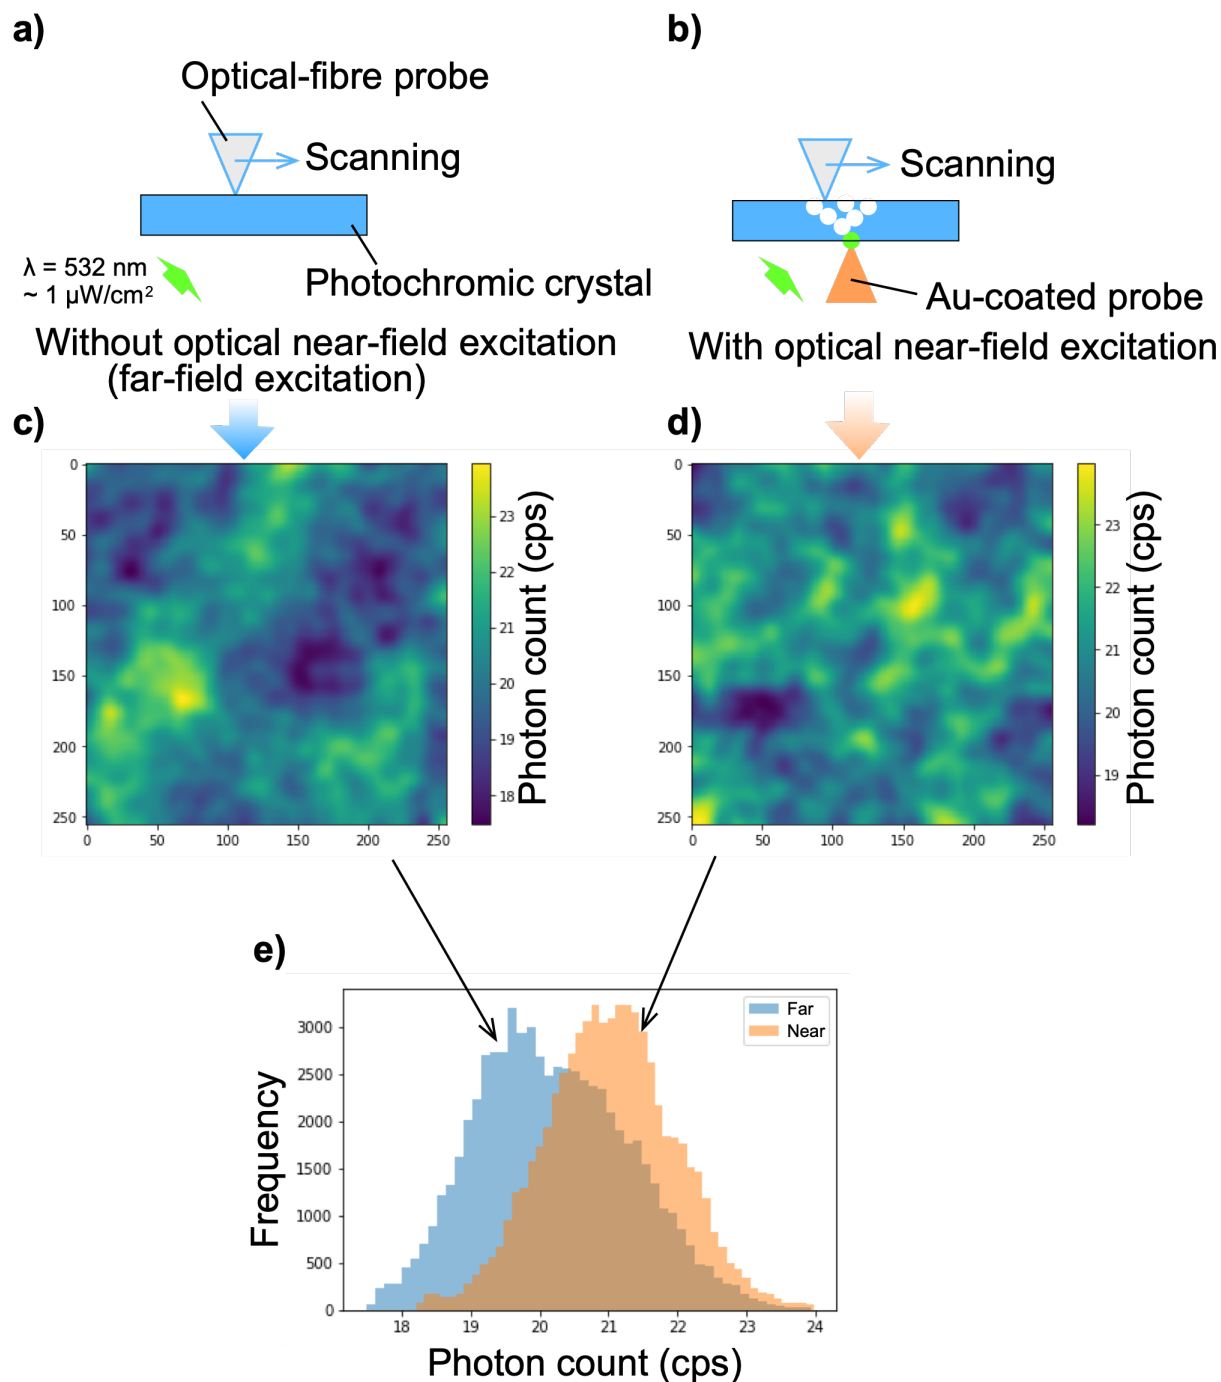 a)
Optical-fibre probe
Scanning
λ = 532 nm
~ 1 µW/cm²
Photochromic crystal
Without optical near-field excitation
(far-field excitation)
b)
Scanning
Au-coated probe
With optical near-field excitation
c)
0
50
100
150
200
250
0
50
100
150
200
250
23
22
21
20
19
18
Photon count (cps)
d)
0
50
100
150
200
250
0
50
100
150
200
250
23
22
21
20
19
Photon count (cps)
e)
Far
Near
3000
2500
2000
1500
1000
500
0
Frequency
18
19
20
21
22
23
24
Photon count (cps)